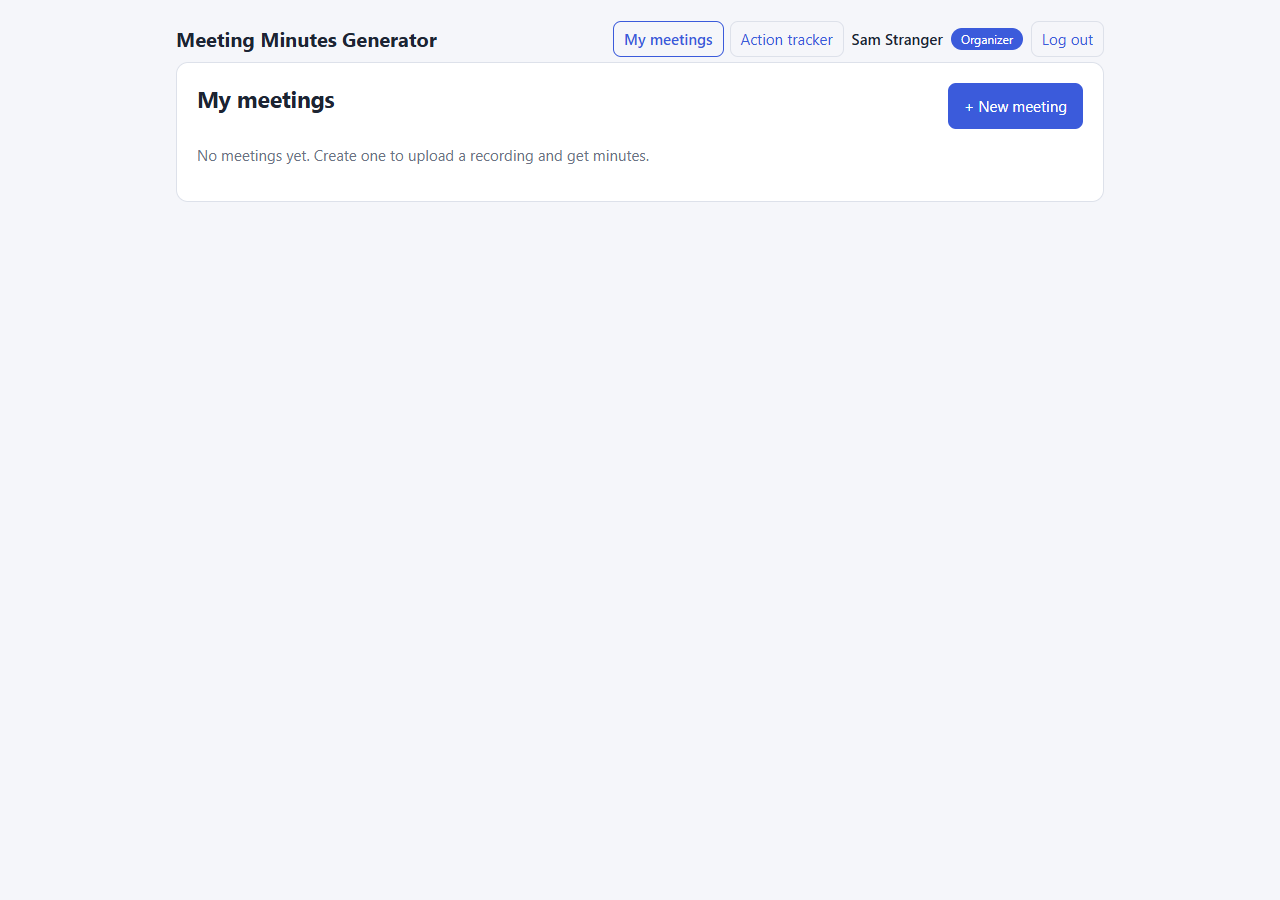 Meeting Minutes Generator
My meetings
Action tracker
Sam Stranger
Organizer
Log out
My meetings
+ New meeting
No meetings yet. Create one to upload a recording and get minutes.